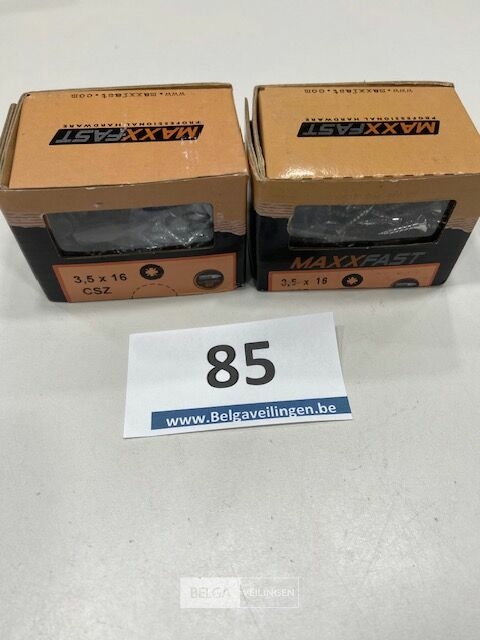 www.maxxfast.com
PROFESSIONAL HARDWARE
MAXXFAST
3,5 x 16
CSZ
www.maxxfast.com
PROFESSIONAL HARDWARE
MAXXFAST
MAXXFAST
3,5 x 16
85
www.Belgaveilingen.be
BELGA VEILINGEN